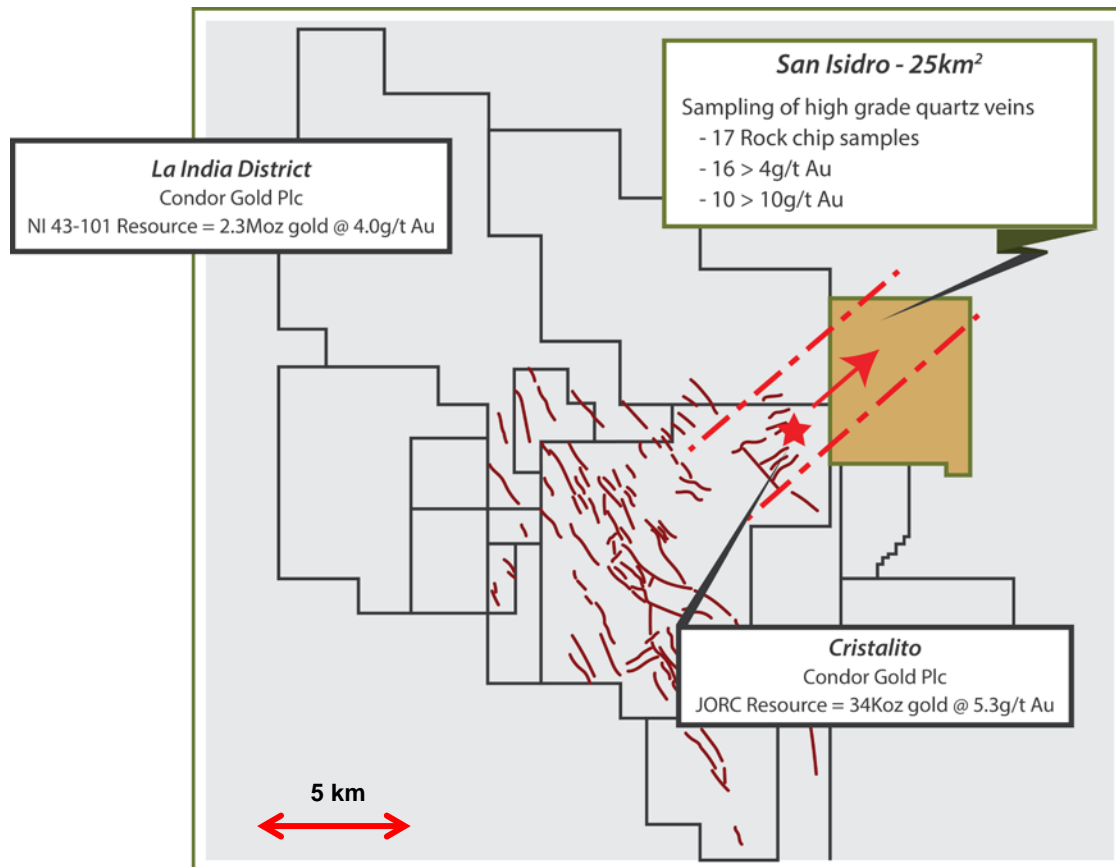 San Isidro - 25km²
Sampling of high grade quartz veins
- 17 Rock chip samples
- 16 > 4g/t Au
- 10 > 10g/t Au
La India District
Condor Gold Plc
NI 43-101 Resource = 2.3Moz gold @ 4.0g/t Au
Cristalito
Condor Gold Plc
JORC Resource = 34Koz gold @ 5.3g/t Au
5 km